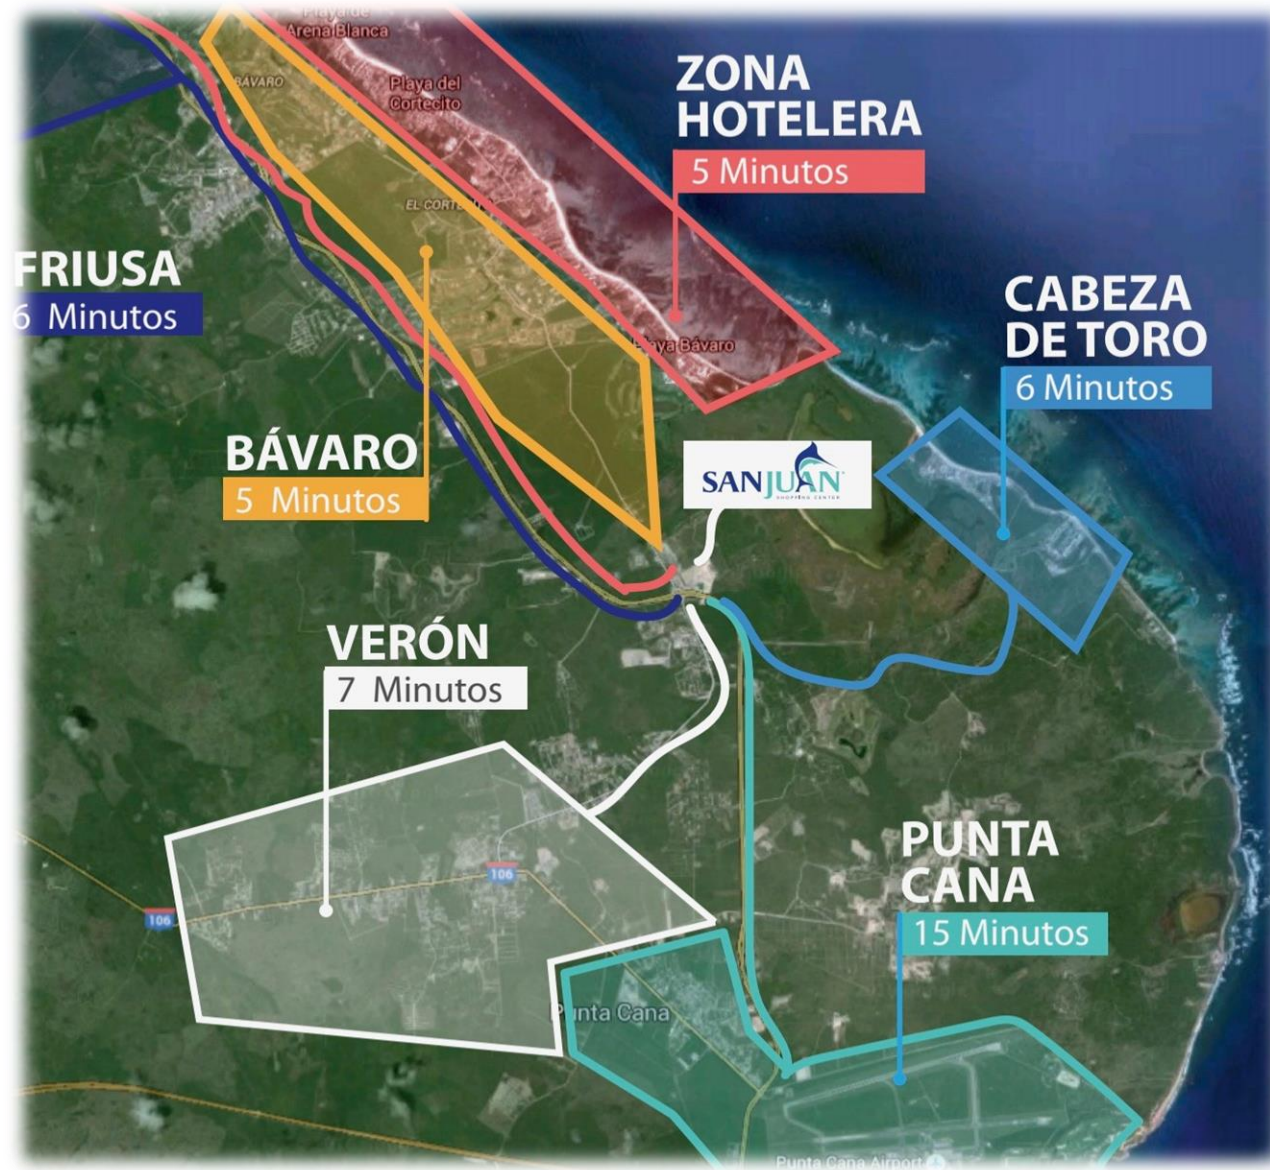 Playa de
Arena Blanca
BÁVARO
Playa del
Cortecito
ZONA
HOTELERA
5 Minutos
EL CORTECITO
FRIUSA
6 Minutos
CABEZA
DE TORO
6 Minutos
Playa Bávaro
BÁVARO
5 Minutos
SANJUAN
SHOPPING CENTER
VERÓN
7 Minutos
106
106
PUNTA
CANA
15 Minutos
Punta Cana
Punta Cana Airport